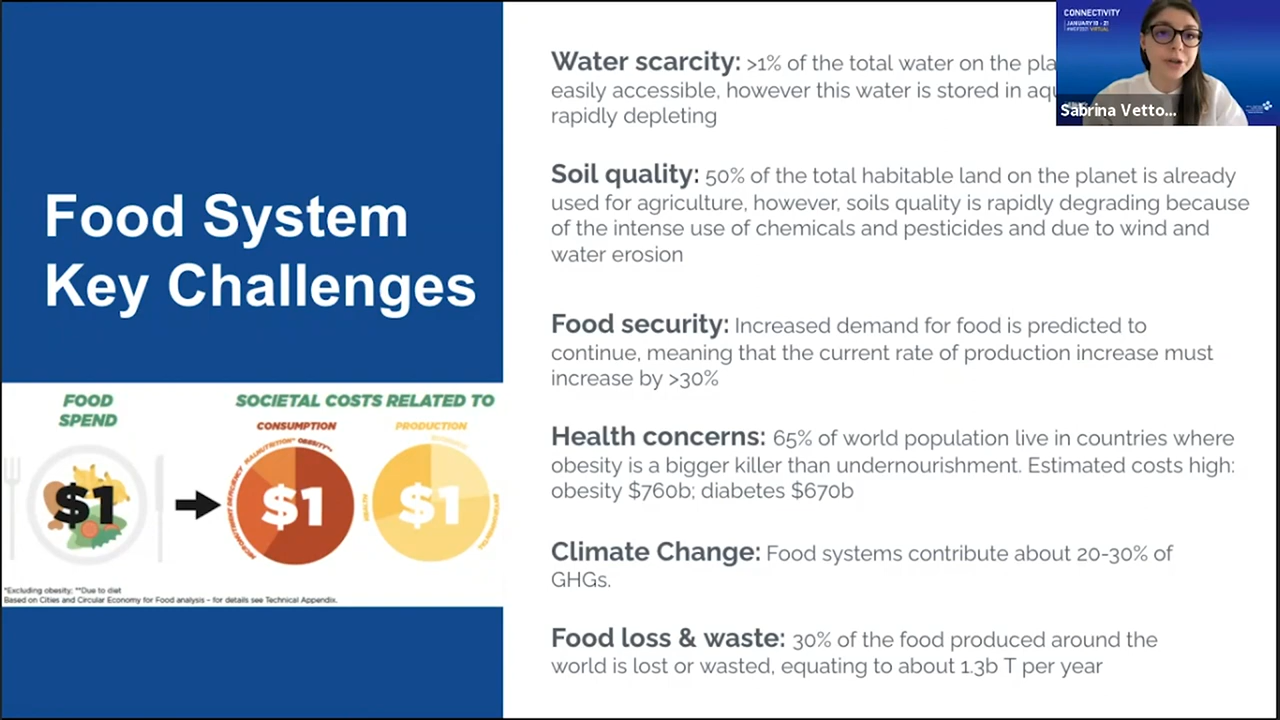 Food System
Key Challenges
FOOD
SPEND
SOCIETAL COSTS RELATED TO
CONSUMPTION
PRODUCTION
MALNUTRITION* OBESITY**
MICRONUTRIENT DEFICIENCY
HEALTH
ECONOMIC
ENVIRONMENTAL
$1
$1
$1
*Excluding obesity; **Due to diet
Based on Cities and Circular Economy for Food analysis – for details see Technical Appendix.
Water scarcity: >1% of the total water on the
easily accessible, however this water is stored in
rapidly depleting
Soil quality: 50% of the total habitable land on the planet is already
used for agriculture, however, soils quality is rapidly degrading because
of the intense use of chemicals and pesticides and due to wind and
water erosion
Food security: Increased demand for food is predicted to
continue, meaning that the current rate of production increase must
increase by >30%
Health concerns: 65% of world population live in countries where
obesity is a bigger killer than undernourishment. Estimated costs high:
obesity $760b; diabetes $670b
Climate Change: Food systems contribute about 20-30% of
GHGs.
Food loss & waste: 30% of the food produced around the
world is lost or wasted, equating to about 1.3b T per year
CONNECTIVITY
JANUARY 18 - 21
VIRTUAL
Sabrina Vetto...